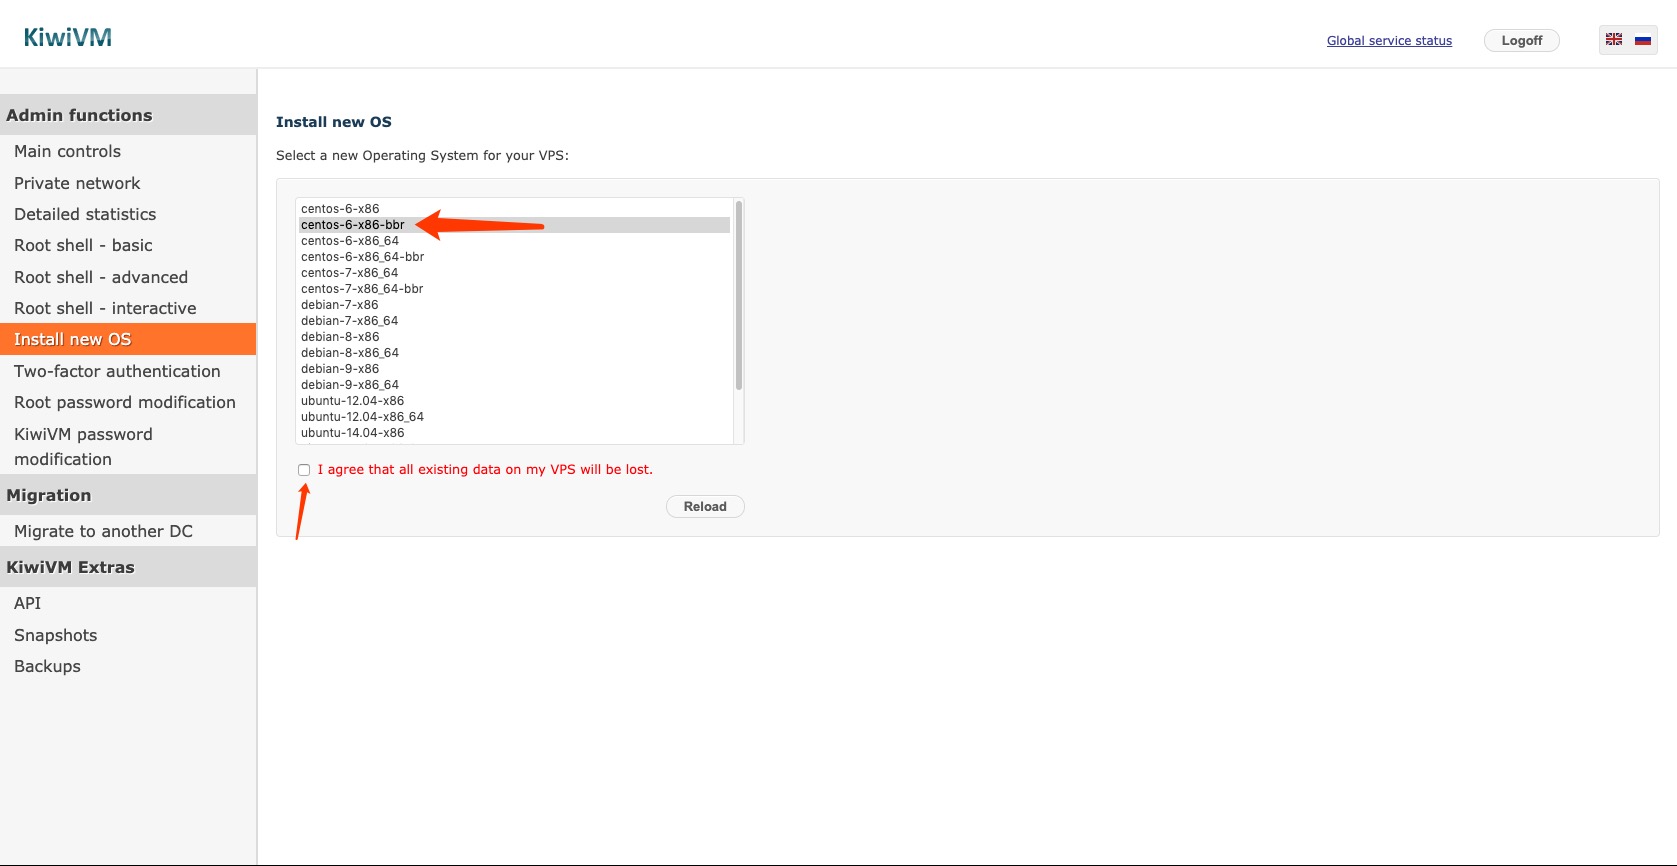 KiwiVM
Global service status
Logoff
Admin functions
Main controls
Private network
Detailed statistics
Root shell - basic
Root shell - advanced
Root shell - interactive
Install new OS
Two-factor authentication
Root password modification
KiwiVM password
modification
Migration
Migrate to another DC
KiwiVM Extras
API
Snapshots
Backups
Install new OS
Select a new Operating System for your VPS:
centos-6-x86
centos-6-x86-bbr
centos-6-x86_64
centos-6-x86_64-bbr
centos-7-x86_64
centos-7-x86_64-bbr
debian-7-x86
debian-7-x86_64
debian-8-x86
debian-8-x86_64
debian-9-x86
debian-9-x86_64
ubuntu-12.04-x86
ubuntu-12.04-x86_64
ubuntu-14.04-x86
I agree that all existing data on my VPS will be lost.
Reload